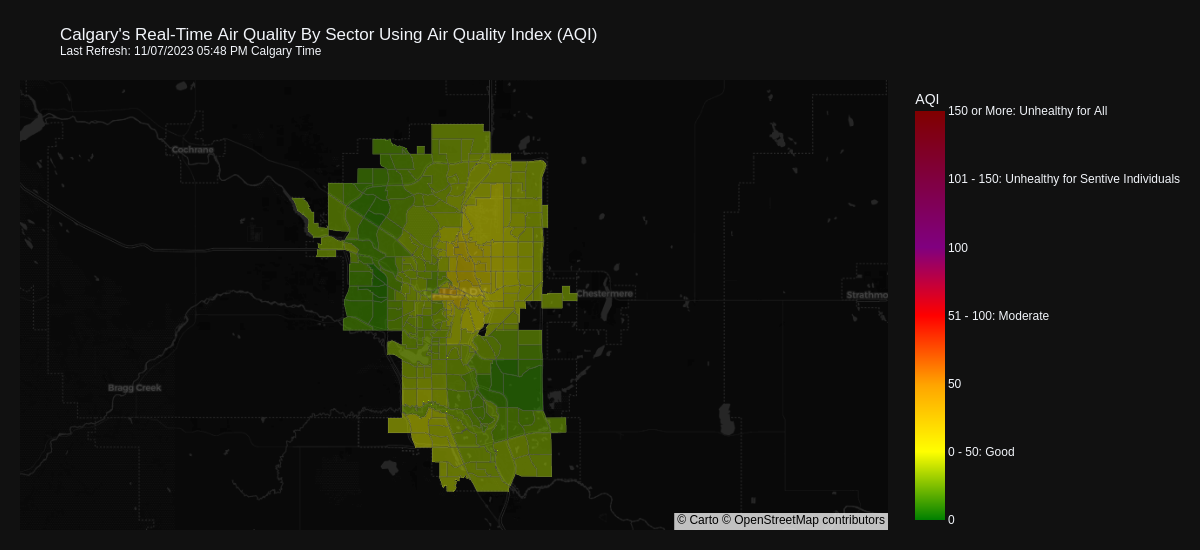 Calgary's Real-Time Air Quality By Sector Using Air Quality Index (AQI)
Last Refresh: 11/07/2023 05:48 PM Calgary Time
AQI
150 or More: Unhealthy for All
Cochrane
101 - 150: Unhealthy for Sentive Individuals
100
Chestermere
Strathmo
51 - 100: Moderate
Bragg Creek
50
0 - 50: Good
0
© Carto © OpenStreetMap contributors